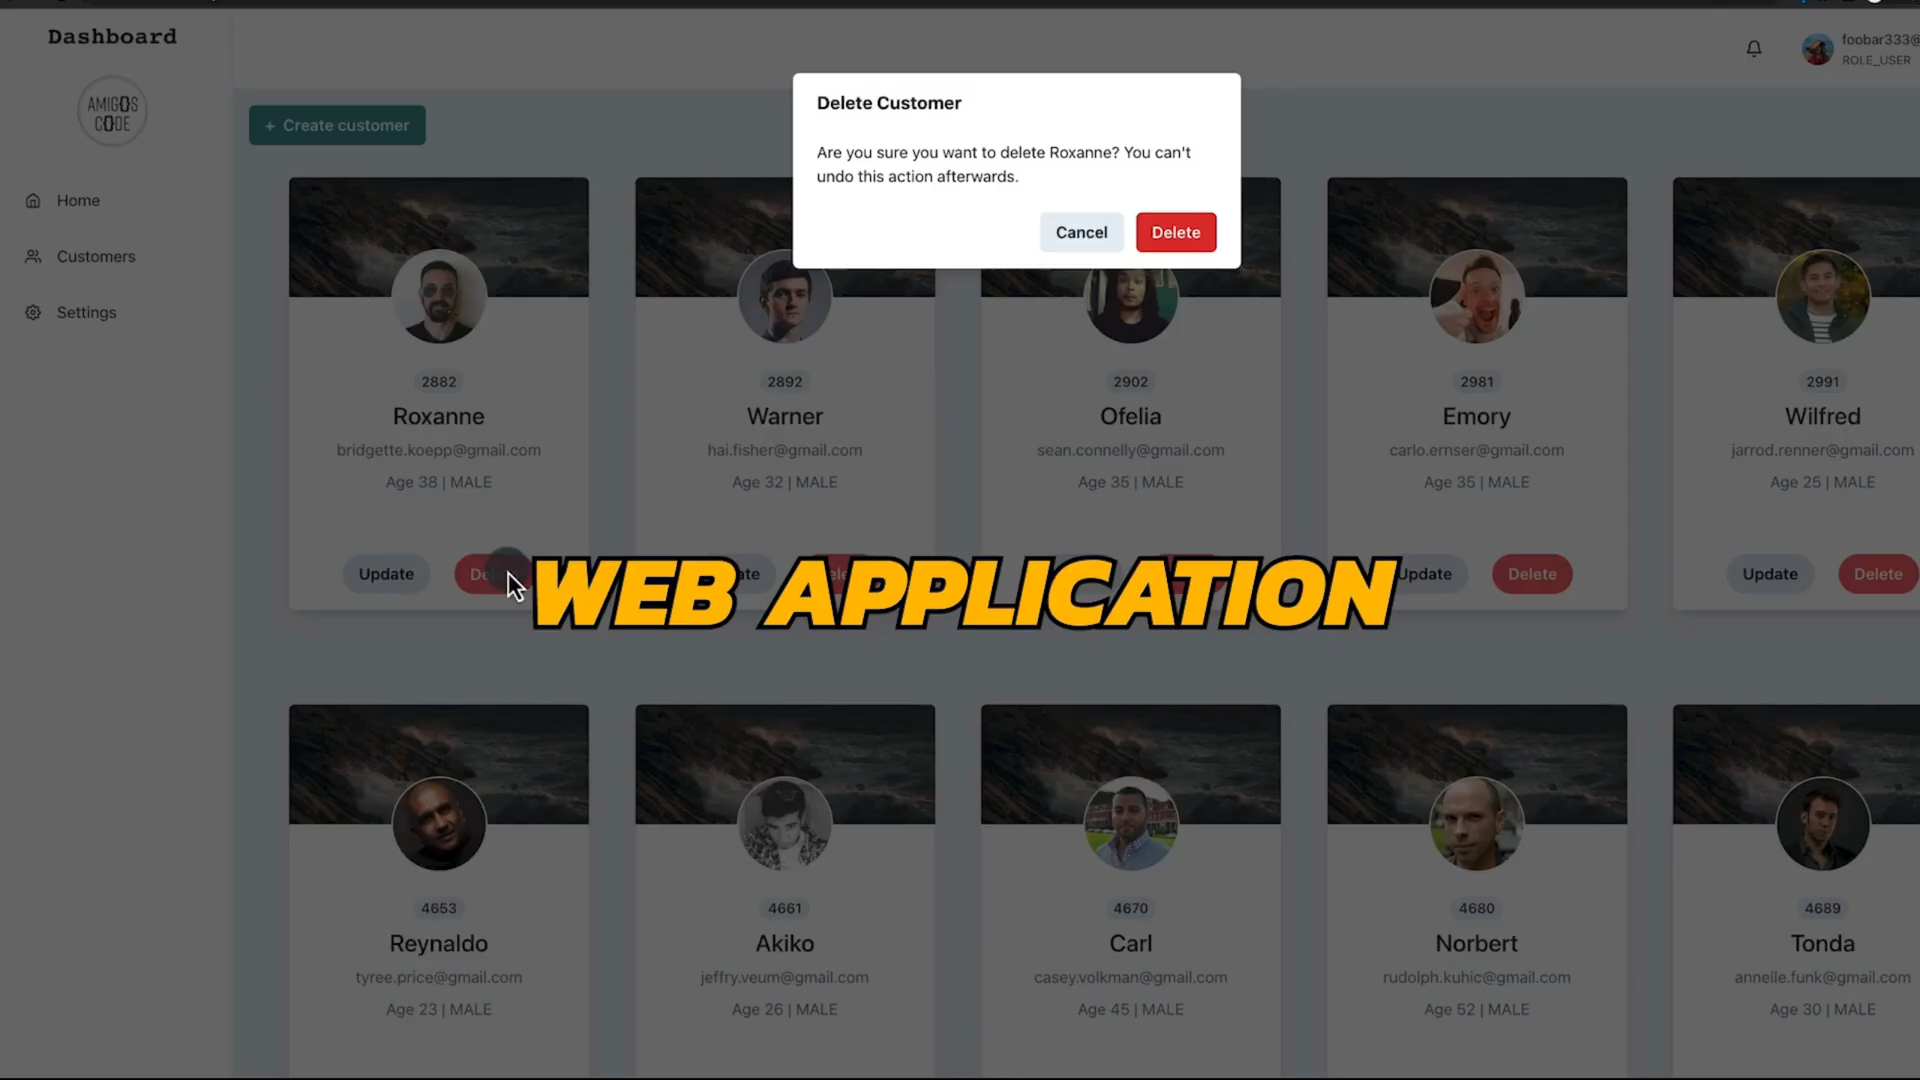 Dashboard
AMIGOS
CODE
Home
Customers
Settings
foobar333@
ROLE_USER
+ Create customer
Delete Customer
Are you sure you want to delete Roxanne? You can't
undo this action afterwards.
Cancel
Delete
2882
Roxanne
bridgette.koepp@gmail.com
Age 38 | MALE
Update
2892
Warner
hai.fisher@gmail.com
Age 32 | MALE
2902
Ofelia
sean.connelly@gmail.com
Age 35 | MALE
2981
Emory
carlo.ernser@gmail.com
Age 35 | MALE
Update
Delete
2991
Wilfred
jarrod.renner@gmail.com
Age 25 | MALE
Update
Delete
WEB APPLICATION
4653
Reynaldo
tyree.price@gmail.com
Age 23 | MALE
4661
Akiko
jeffry.veum@gmail.com
Age 26 | MALE
4670
Carl
casey.volkman@gmail.com
Age 45 | MALE
4680
Norbert
rudolph.kuhic@gmail.com
Age 52 | MALE
4689
Tonda
annelle.funk@gmail.com
Age 30 | MALE